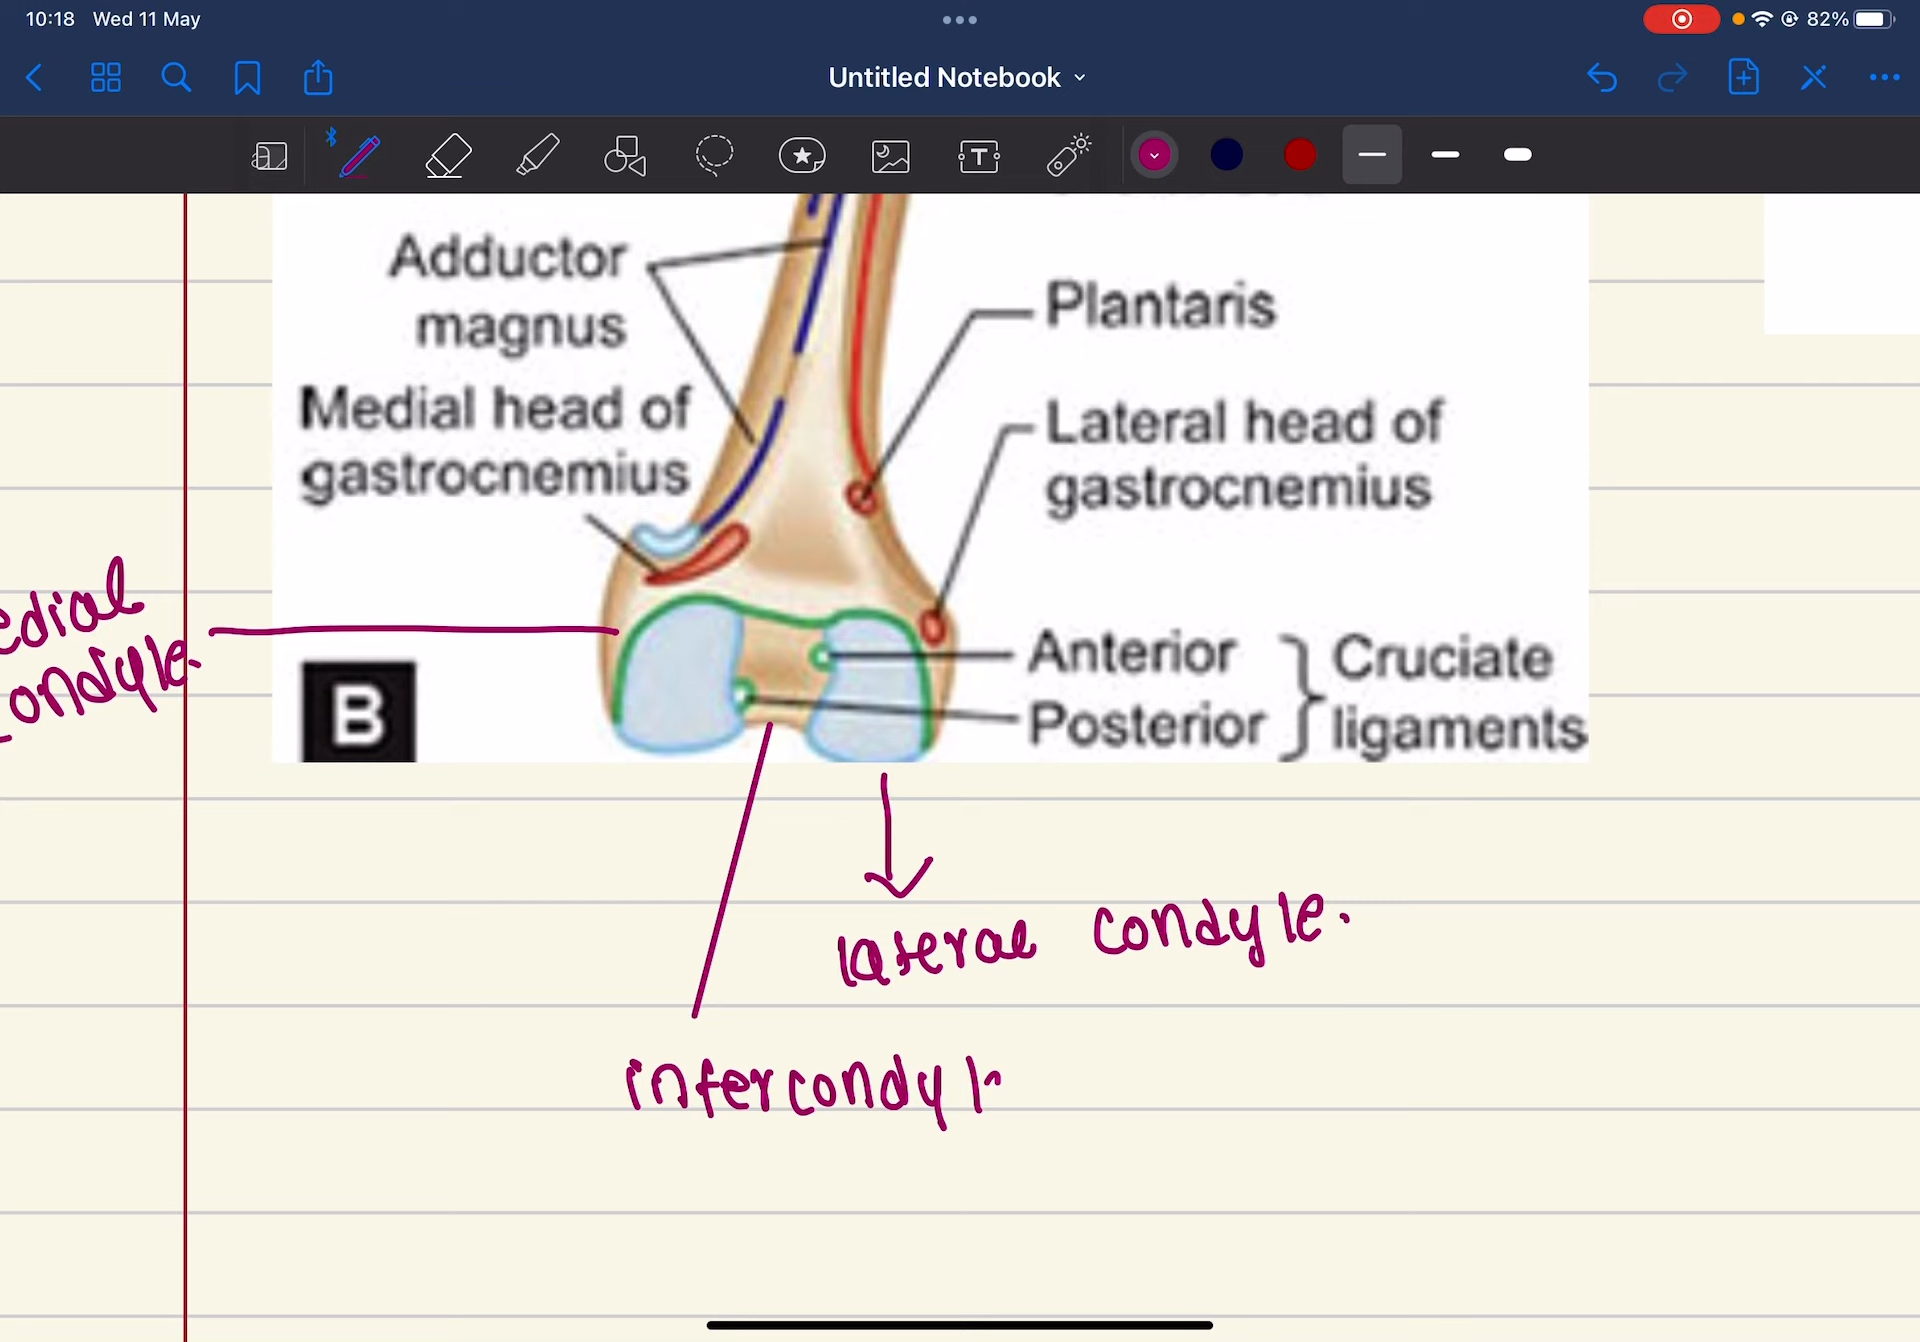 10:18 Wed 11 May
82%
Untitled Notebook
T
Adductor
magnus
Plantaris
Medial head of
gastrocnemius
Lateral head of
gastrocnemius
edial
ondyle.
Anterior
Posterior
Cruciate
ligaments
B
lateral condyle.
intercondyl